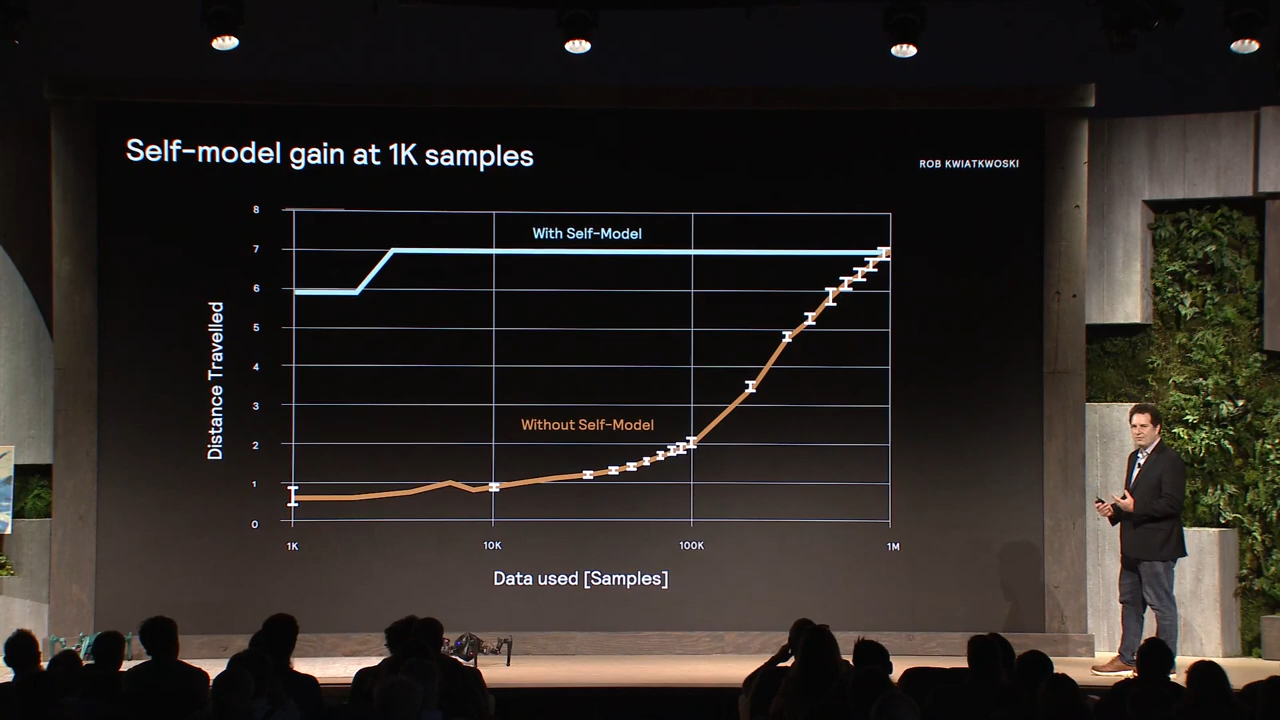 Self-model gain at 1K samples
ROB KWIATKWOSKI
8
7
6
5
4
3
2
1
0
Distance Travelled
With Self-Model
Without Self-Model
1K
10K
100K
1M
Data used [Samples]